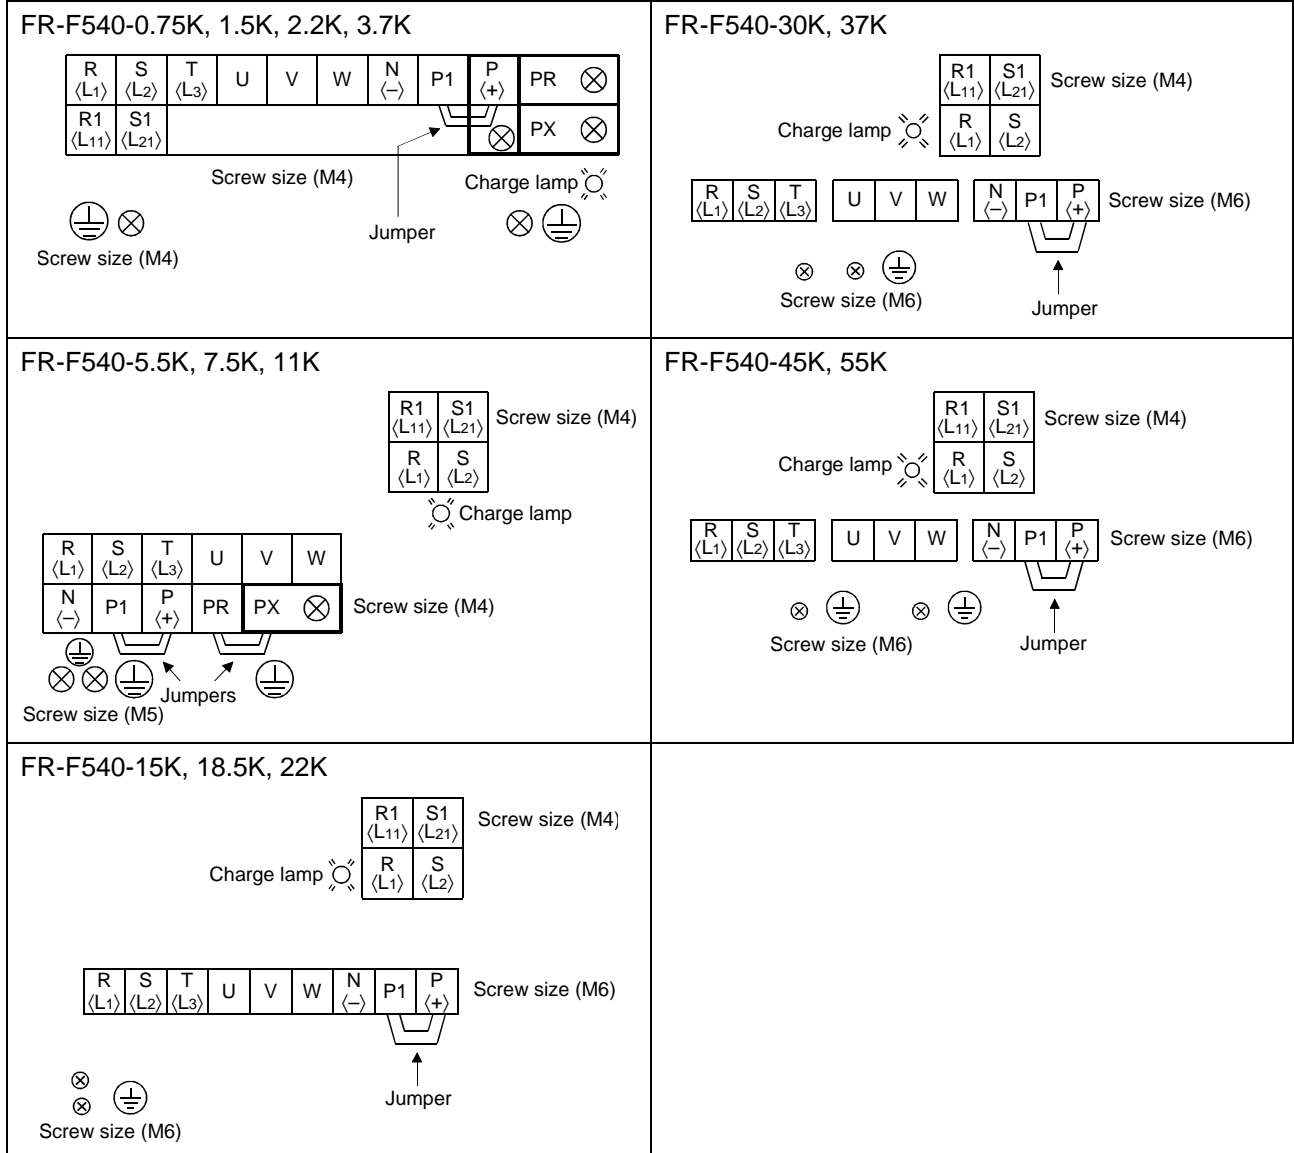 FR-F540-0.75K, 1.5K, 2.2K, 3.7K
R S T U V W N P1 P PR
⟨L1⟩ ⟨L2⟩ ⟨L3⟩ ⟨–⟩ ⟨+⟩
R1 S1 PX
⟨L11⟩ ⟨L21⟩
Screw size (M4) Charge lamp
Jumper
Screw size (M4)
FR-F540-30K, 37K
R1 S1
⟨L11⟩ ⟨L21⟩ Screw size (M4)
Charge lamp R S
⟨L1⟩ ⟨L2⟩
R S T U V W N P1 P
⟨L1⟩ ⟨L2⟩ ⟨L3⟩ ⟨–⟩ ⟨+⟩ Screw size (M6)
Screw size (M6)
Jumper
FR-F540-5.5K, 7.5K, 11K
R1 S1
⟨L11⟩ ⟨L21⟩ Screw size (M4)
R S
⟨L1⟩ ⟨L2⟩
Charge lamp
R S T U V W
⟨L1⟩ ⟨L2⟩ ⟨L3⟩
N P1 P PR PX
⟨–⟩ ⟨+⟩ Screw size (M4)
Jumpers
Screw size (M5)
FR-F540-45K, 55K
R1 S1
⟨L11⟩ ⟨L21⟩ Screw size (M4)
Charge lamp R S
⟨L1⟩ ⟨L2⟩
R S T U V W N P1 P
⟨L1⟩ ⟨L2⟩ ⟨L3⟩ ⟨–⟩ ⟨+⟩ Screw size (M6)
Screw size (M6) Jumper
FR-F540-15K, 18.5K, 22K
R1 S1
⟨L11⟩ ⟨L21⟩ Screw size (M4)
Charge lamp R S
⟨L1⟩ ⟨L2⟩
R S T U V W N P1 P
⟨L1⟩ ⟨L2⟩ ⟨L3⟩ ⟨–⟩ ⟨+⟩ Screw size (M6)
Jumper
Screw size (M6)